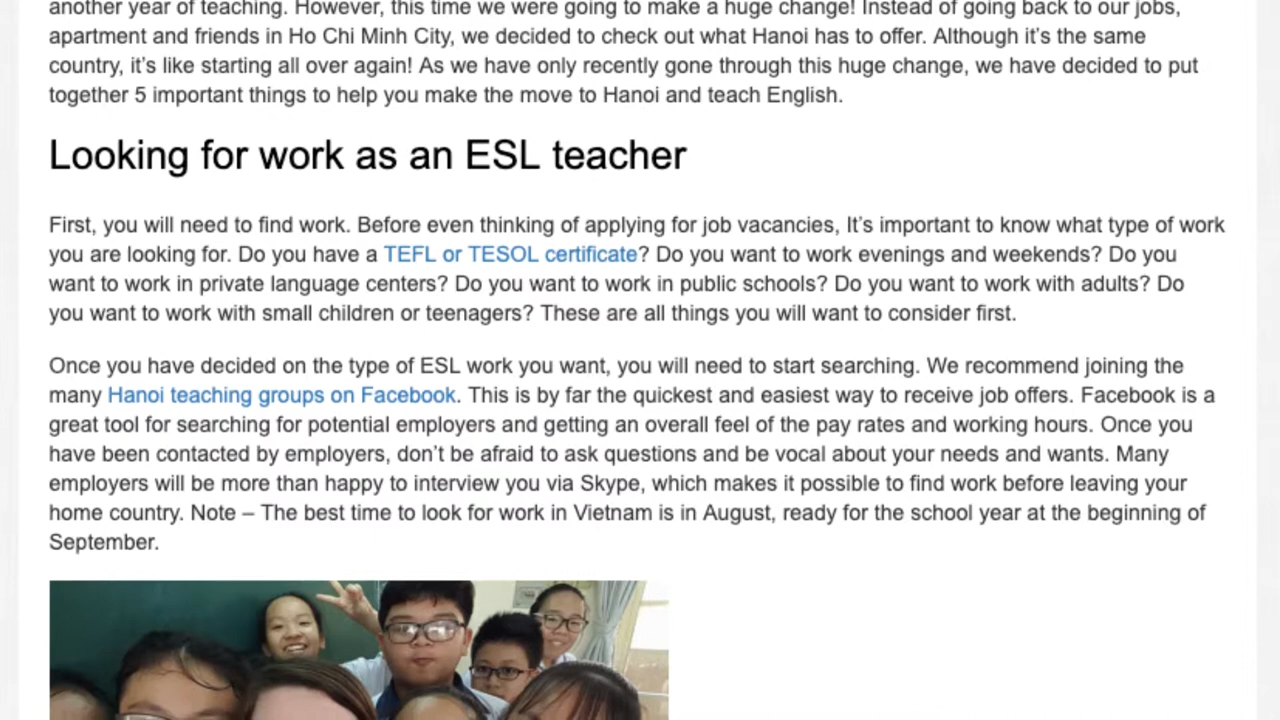 another year of teaching. However, this time we were going to make a huge change! Instead of going back to our jobs,
apartment and friends in Ho Chi Minh City, we decided to check out what Hanoi has to offer. Although it’s the same
country, it’s like starting all over again! As we have only recently gone through this huge change, we have decided to put
together 5 important things to help you make the move to Hanoi and teach English.
Looking for work as an ESL teacher
First, you will need to find work. Before even thinking of applying for job vacancies, It’s important to know what type of work
you are looking for. Do you have a TEFL or TESOL certificate? Do you want to work evenings and weekends? Do you
want to work in private language centers? Do you want to work in public schools? Do you want to work with adults? Do
you want to work with small children or teenagers? These are all things you will want to consider first.
Once you have decided on the type of ESL work you want, you will need to start searching. We recommend joining the
many Hanoi teaching groups on Facebook. This is by far the quickest and easiest way to receive job offers. Facebook is a
great tool for searching for potential employers and getting an overall feel of the pay rates and working hours. Once you
have been contacted by employers, don’t be afraid to ask questions and be vocal about your needs and wants. Many
employers will be more than happy to interview you via Skype, which makes it possible to find work before leaving your
home country. Note – The best time to look for work in Vietnam is in August, ready for the school year at the beginning of
September.